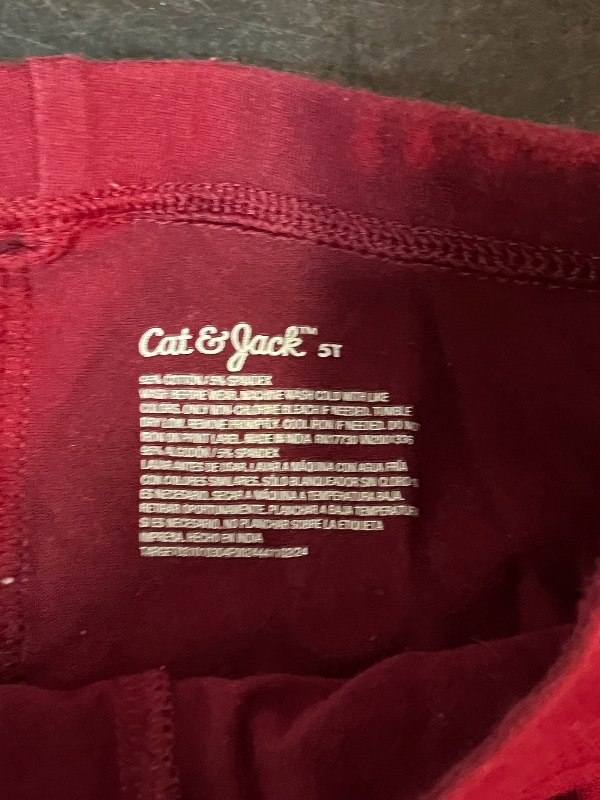 Cat & Jack™ 5T
95% COTTON / 5% SPANDEX
WASH BEFORE WEAR. MACHINE WASH COLD WITH LIKE
COLORS. ONLY NON-CHLORINE BLEACH IF NEEDED. TUMBLE
DRY LOW. REMOVE PROMPTLY. COOL IRON IF NEEDED. DO NOT
IRON ON PRINT LABEL. MADE IN INDIA
95% ALGODÓN / 5% SPANDEX
LAVAR ANTES DE USAR. LAVAR A MÁQUINA CON AGUA FRÍA
CON COLORES SIMILARES. SÓLO BLANQUEADOR SIN CLORO SI
ES NECESARIO. SECAR A MÁQUINA A TEMPERATURA BAJA.
RETIRAR OPORTUNAMENTE. PLANCHAR A BAJA TEMPERATURA
SI ES NECESARIO. NO PLANCHAR SOBRE LA ETIQUETA
IMPRESA. HECHO EN INDIA